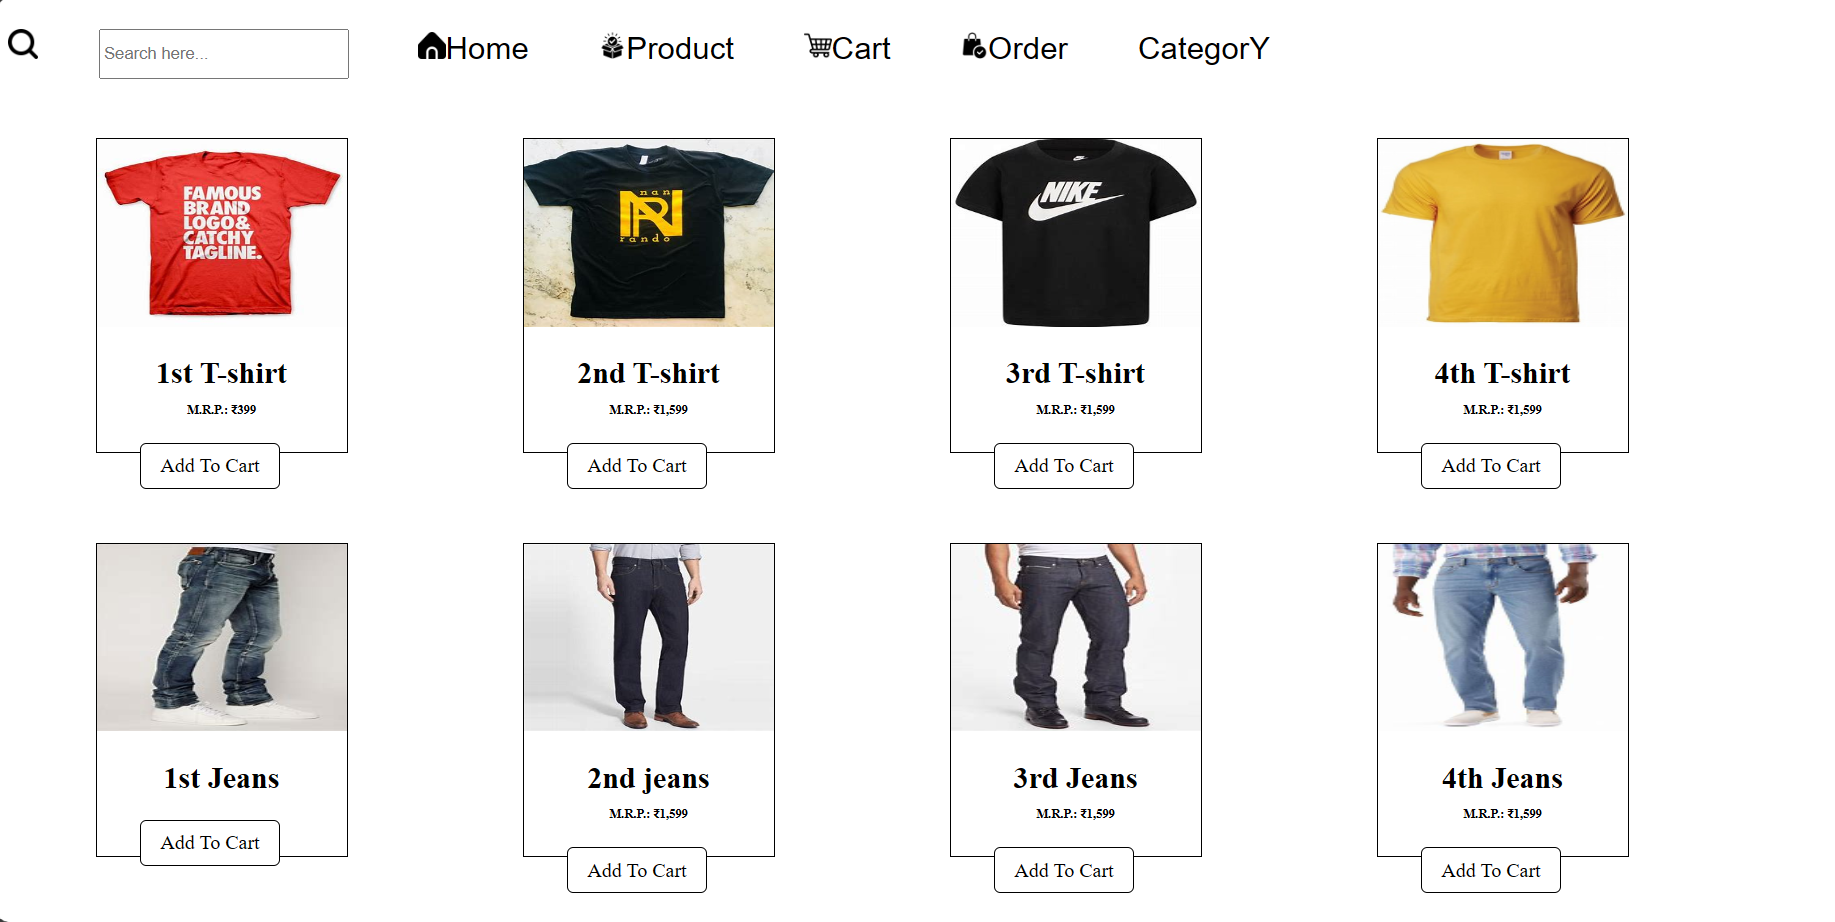 Search here...
Home
Product
Cart
Order
CategorY
FAMOUS
BRAND
LOGO&
CATCHY
TAGLINE.
nan
NR
rando
NIKE
1st T-shirt
M.R.P.: ₹399
Add To Cart
2nd T-shirt
M.R.P.: ₹1,599
Add To Cart
3rd T-shirt
M.R.P.: ₹1,599
Add To Cart
4th T-shirt
M.R.P.: ₹1,599
Add To Cart
1st Jeans
Add To Cart
2nd jeans
M.R.P.: ₹1,599
Add To Cart
3rd Jeans
M.R.P.: ₹1,599
Add To Cart
4th Jeans
M.R.P.: ₹1,599
Add To Cart